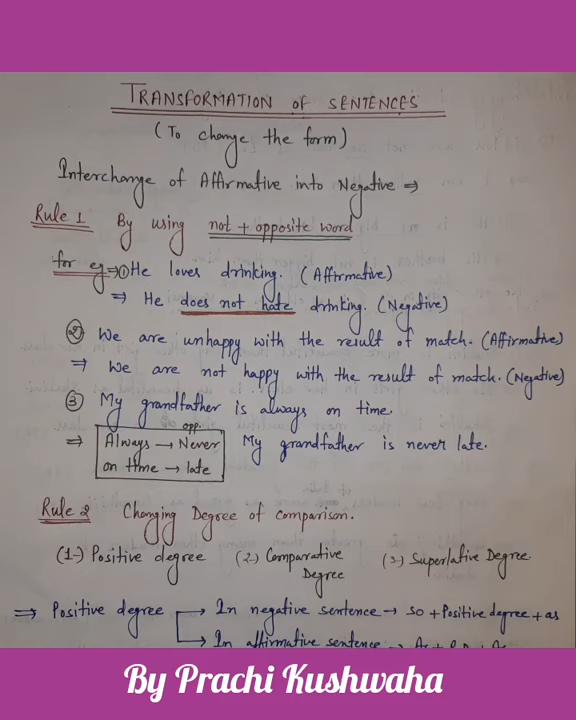 TRANSFORMATION of SENTENCES
(To change the form)
Interchange of Affirmative into Negative ⇒
Rule 1 By using not + opposite word
for eg ⇒ ① He loves drinking. (Affirmative)
⇒ He does not hate drinking. (Negative)
② We are unhappy with the result of match. (Affirmative)
⇒ We are not happy with the result of match. (Negative)
③ My grandfather is always on time.
opp.
⇒ Always → Never My grandfather is never late.
on time → late
Rule 2 Changing Degree of comparison.
(1-) Positive degree (2-) Comparative Degree (3-) Superlative Degree
⇒ Positive degree → In negative sentence → so + Positive degree + as
→ In affirmative sentence →
By Prachi Kushwaha